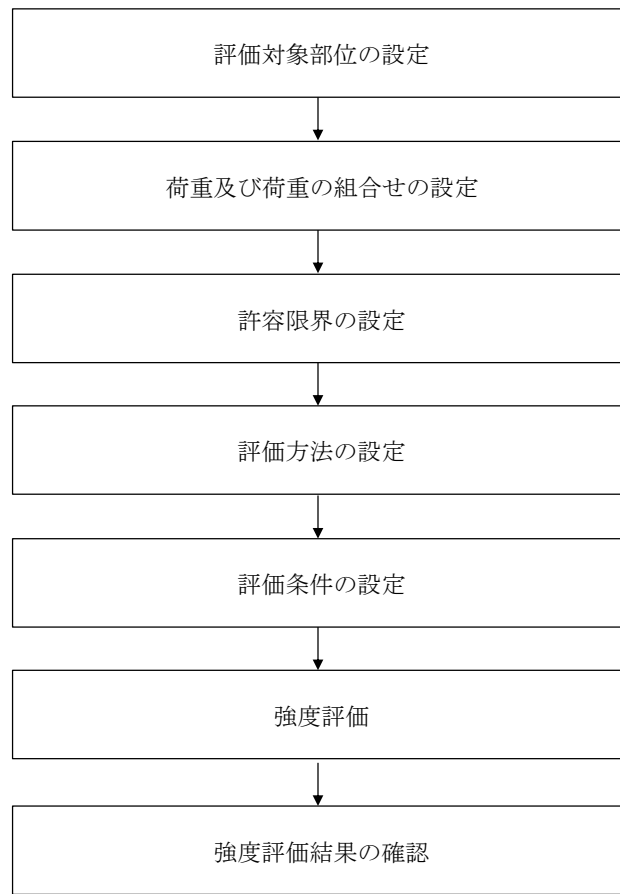 評価対象部位の設定
荷重及び荷重の組合せの設定
許容限界の設定
評価方法の設定
評価条件の設定
強度評価
強度評価結果の確認